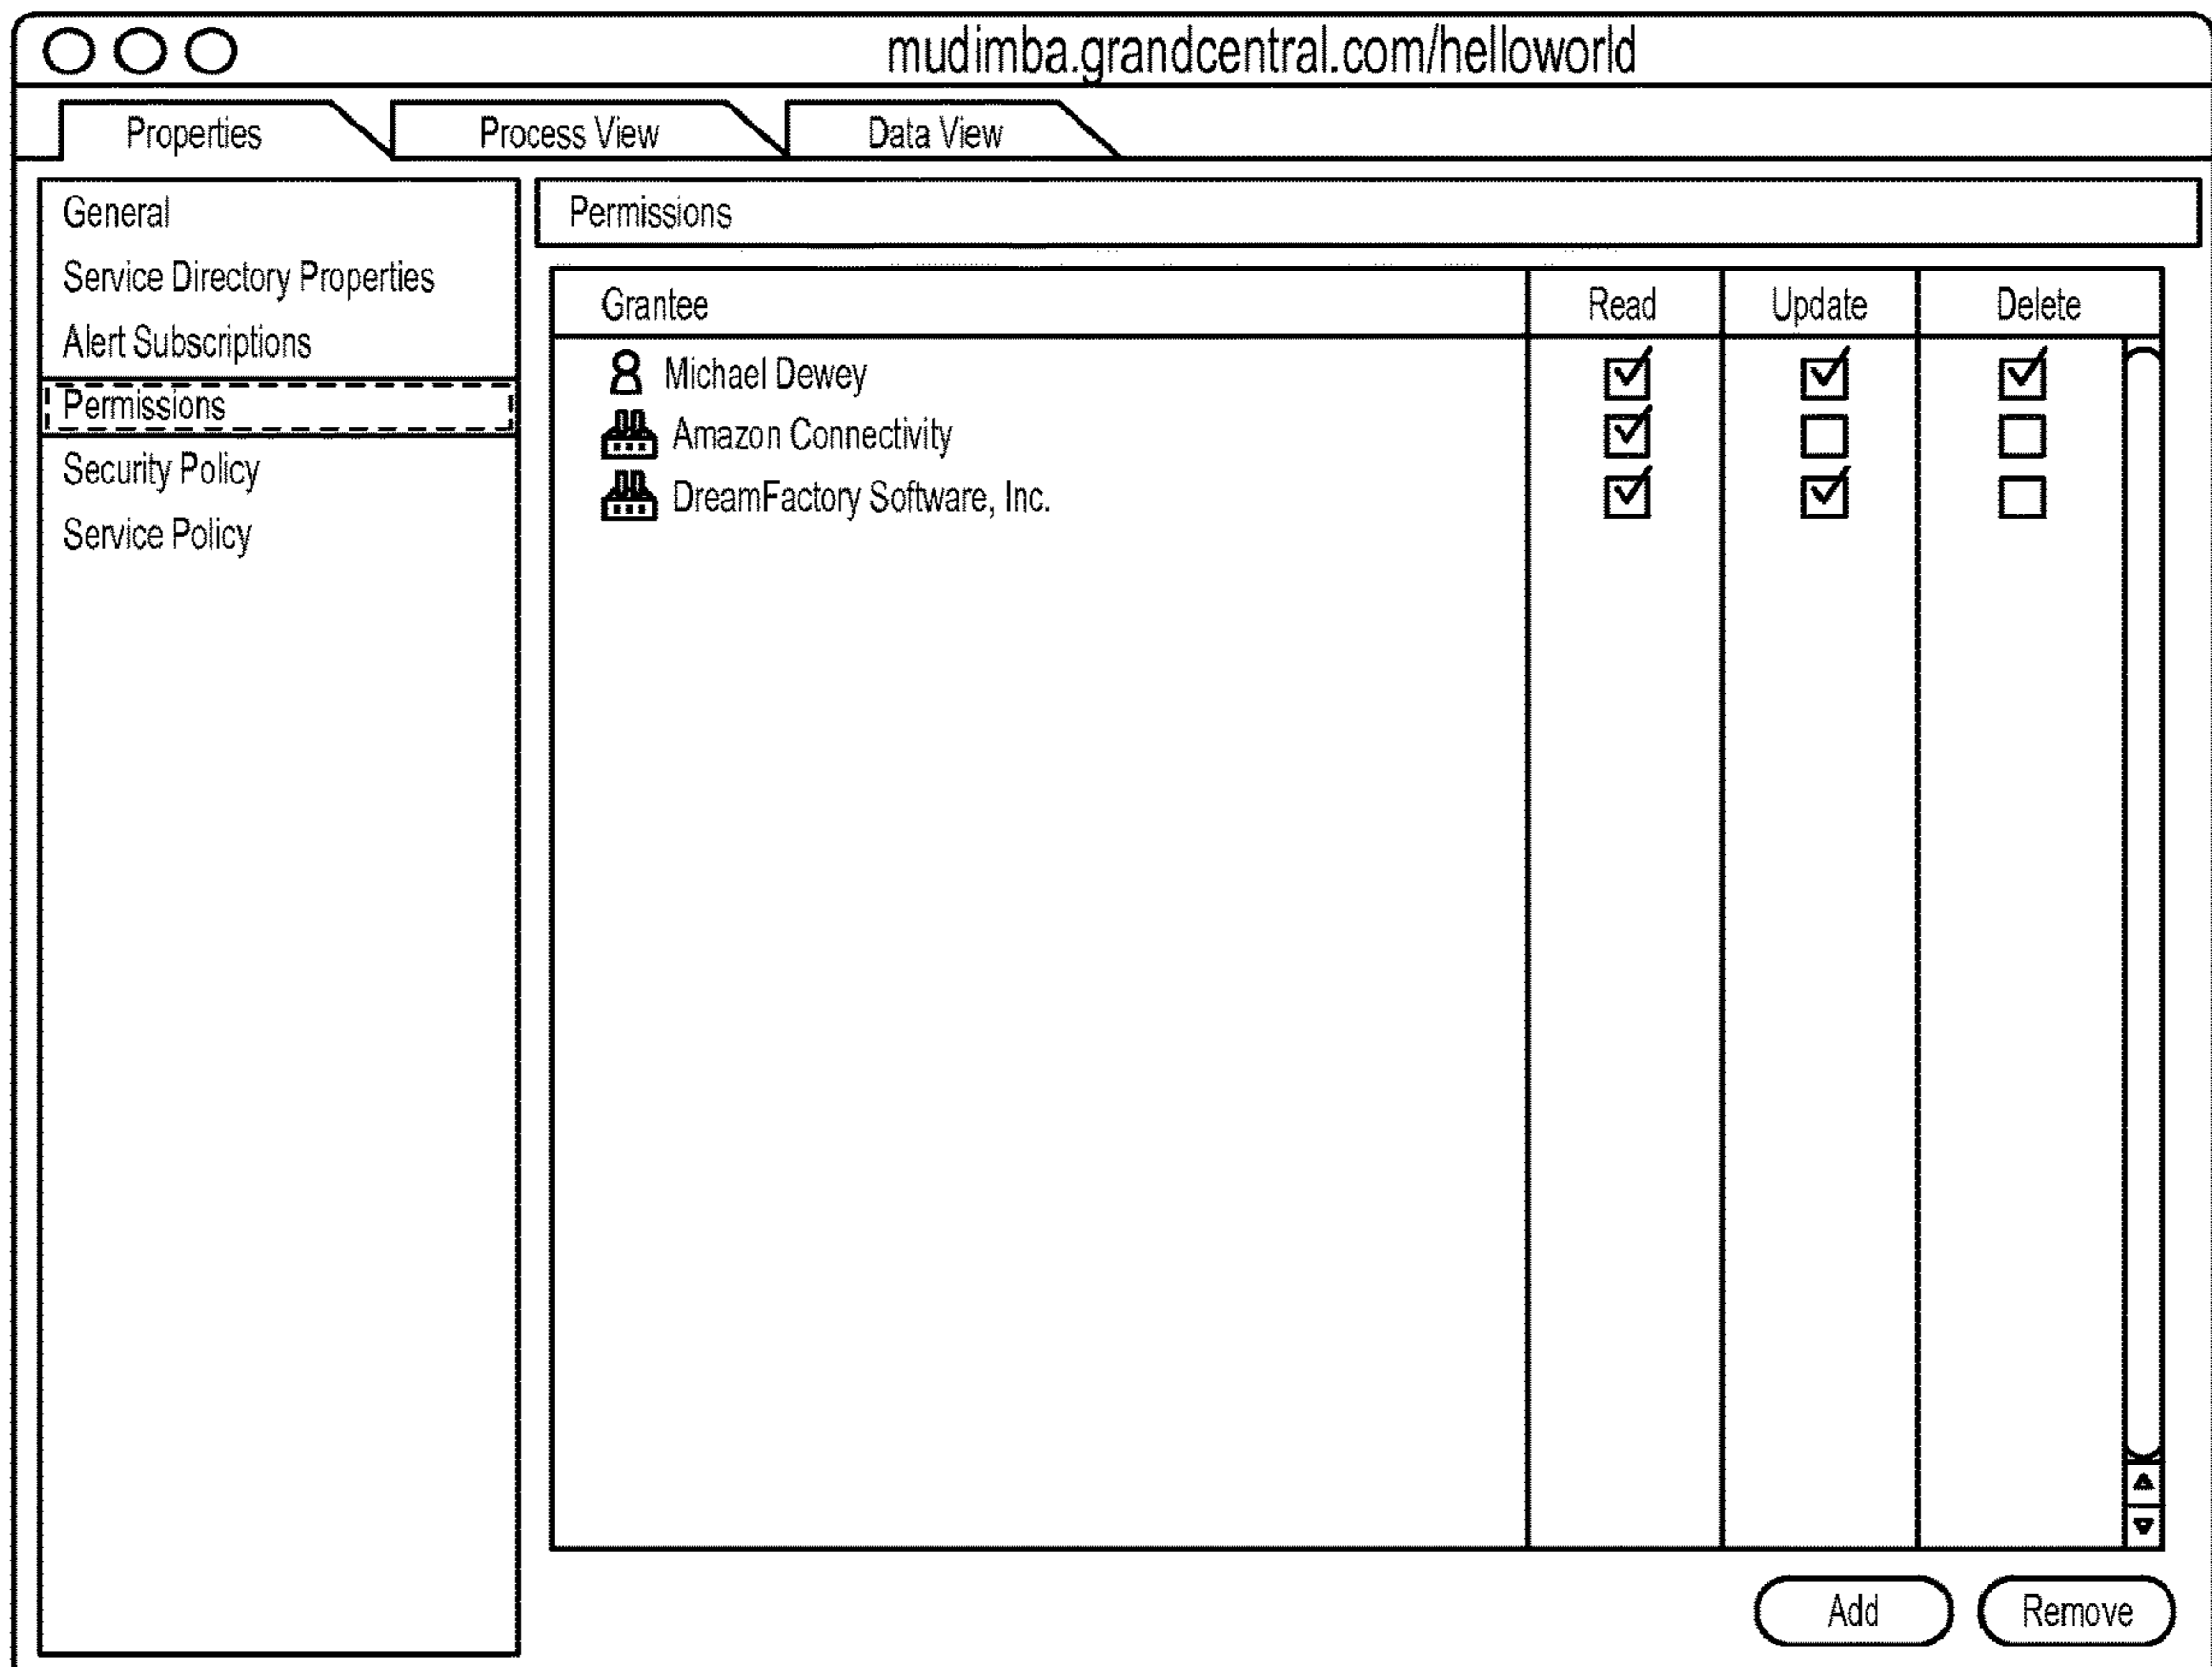 mudimba.grandcentral.com/helloworld
Properties Process View Data View
General
Service Directory Properties
Alert Subscriptions
Permissions
Security Policy
Service Policy
Permissions
Grantee Read Update Delete
Michael Dewey
Amazon Connectivity
DreamFactory Software, Inc.
Add Remove